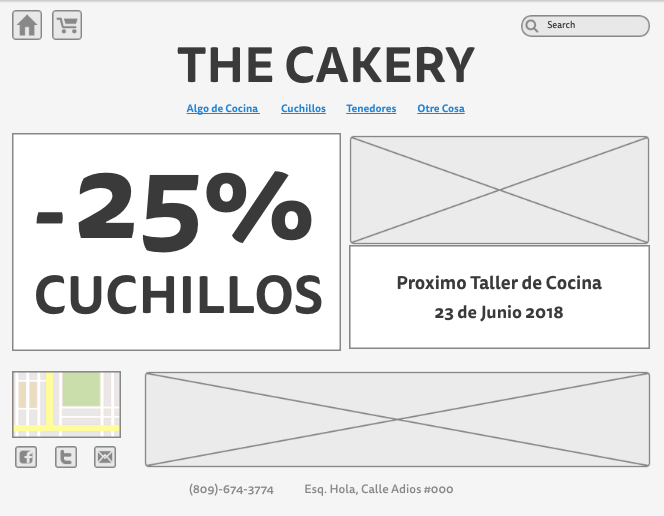 Search
THE CAKERY
Algo de Cocina
Cuchillos
Tenedores
Otre Cosa
-25%
CUCHILLOS
Proximo Taller de Cocina
23 de Junio 2018
(809)-674-3774
Esq. Hola, Calle Adios #000